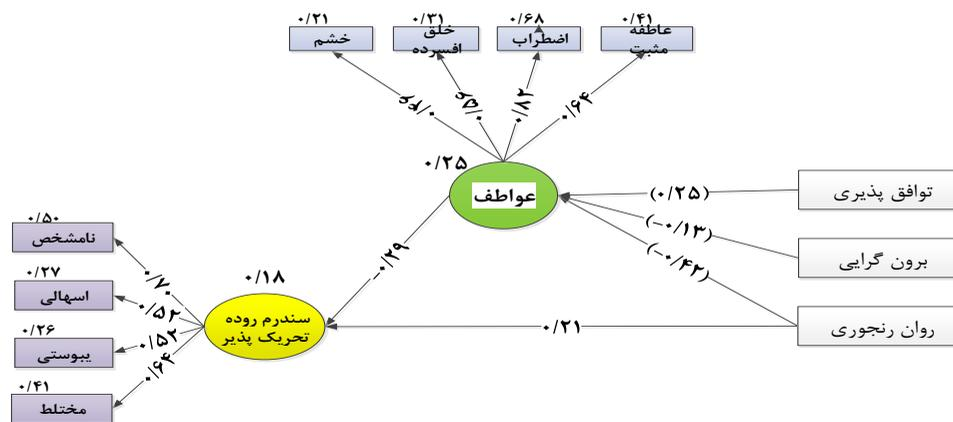 ۰/۲۱
۰/۳۱
۰/۶۸
۰/۴۱
خشم
خلق
افسرده
اضطراب
عاطفه
مثبت
۰/۵۶
۰/۸۲
۰/۶۴
۰/۲۵
عواطف
(۰/۲۵)
توافق پذیری
(-۰/۱۳)
برون گرایی
(-۰/۴۲)
روان رنجوری
-۰/۲۹
۰/۲۱
۰/۱۸
سندرم روده
تحریک پذیر
۰/۵۰
نامشخص
۰/۷۰
۰/۲۷
اسهالی
۰/۵۲
۰/۲۶
یبوستی
۰/۵۲
۰/۴۱
مختلط
۰/۶۴